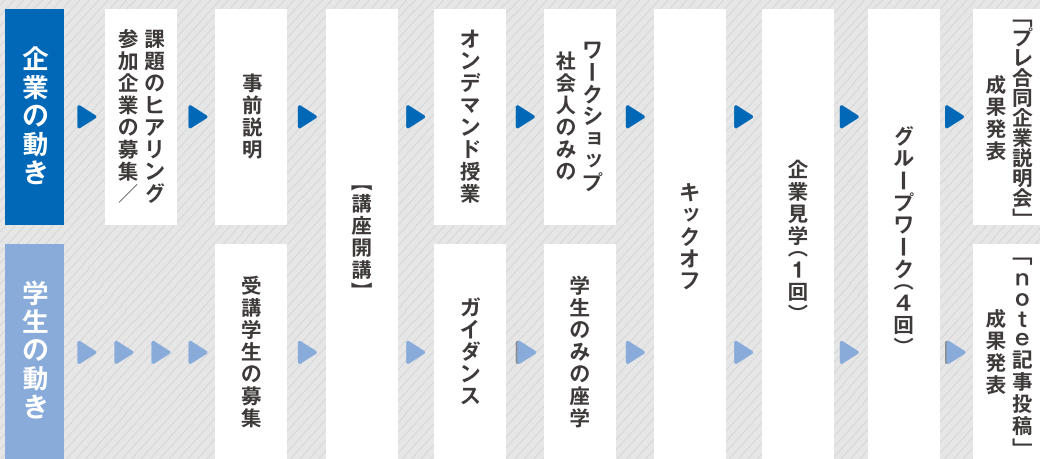 企業の動き
参加企業の募集／
課題のヒアリング
事前説明
【講座開講】
オンデマンド授業
社会人のみの
ワークショップ
キックオフ
企業見学（1回）
グループワーク（4回）
成果発表
「プレ合同企業説明会」
学生の動き
受講学生の募集
ガイダンス
学生のみの座学
成果発表
「note記事投稿」